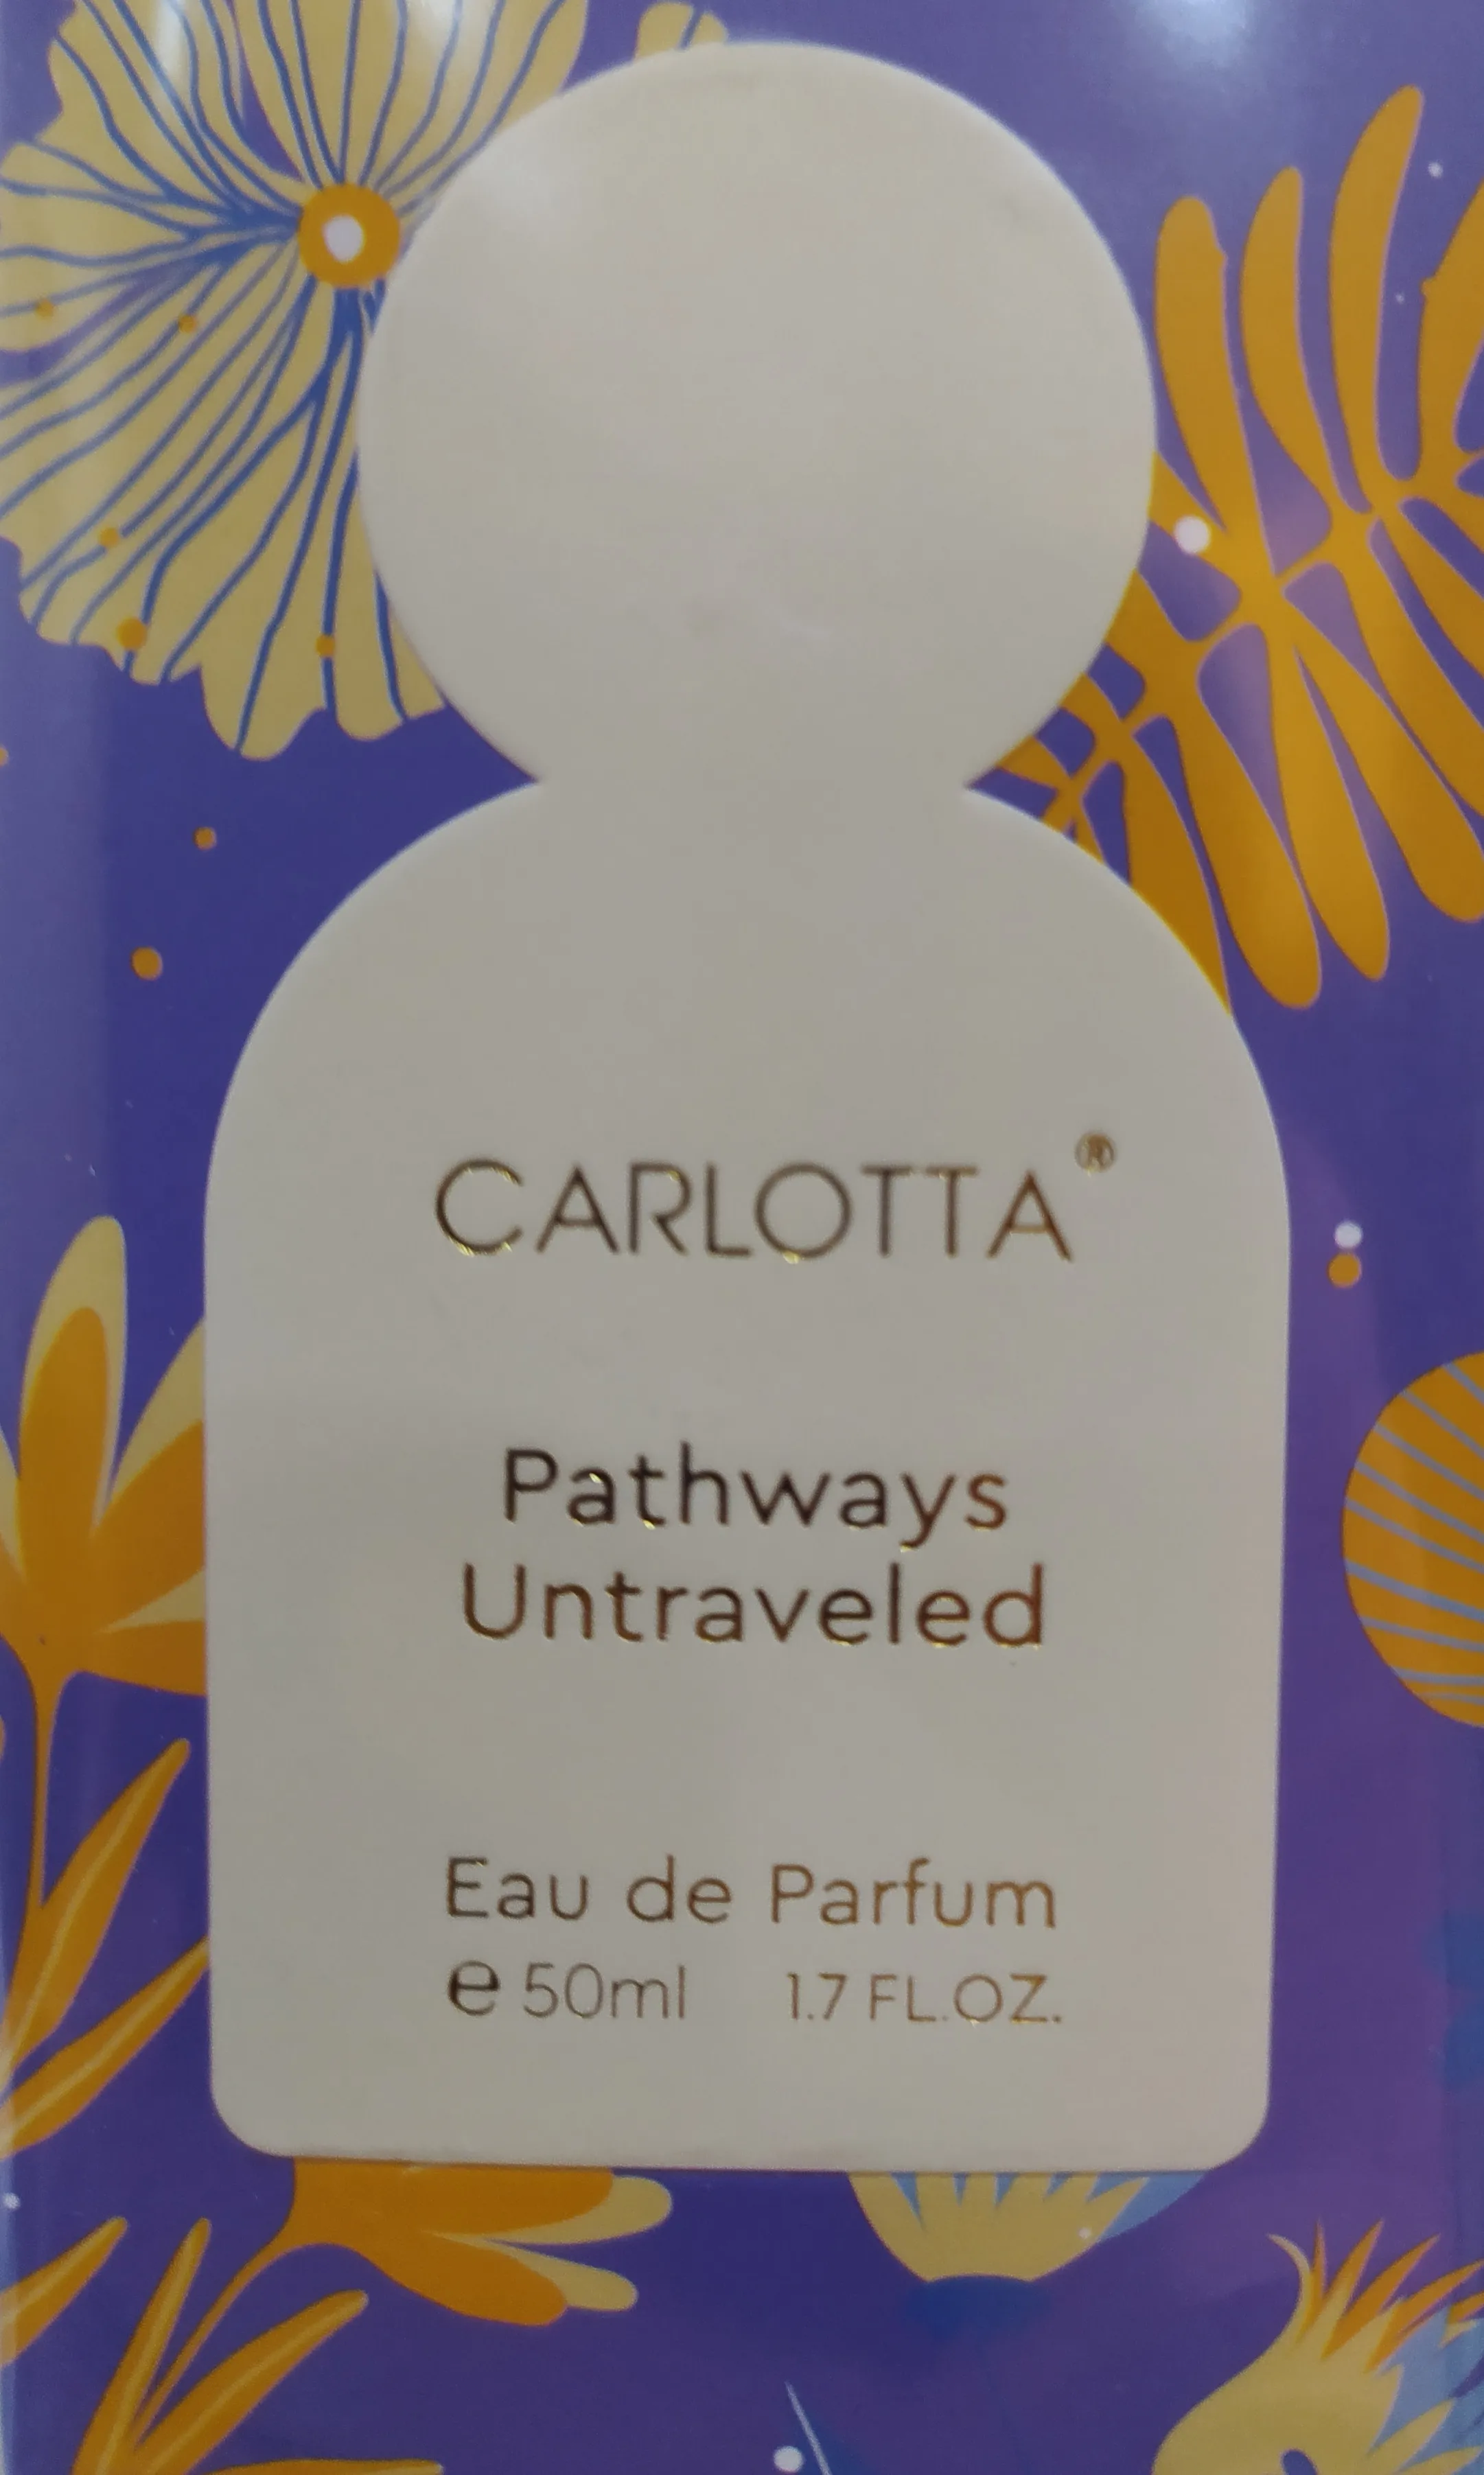 CARLOTTA®
Pathways
Untraveled
Eau de Parfum
℮ 50ml 1.7 FL.OZ.